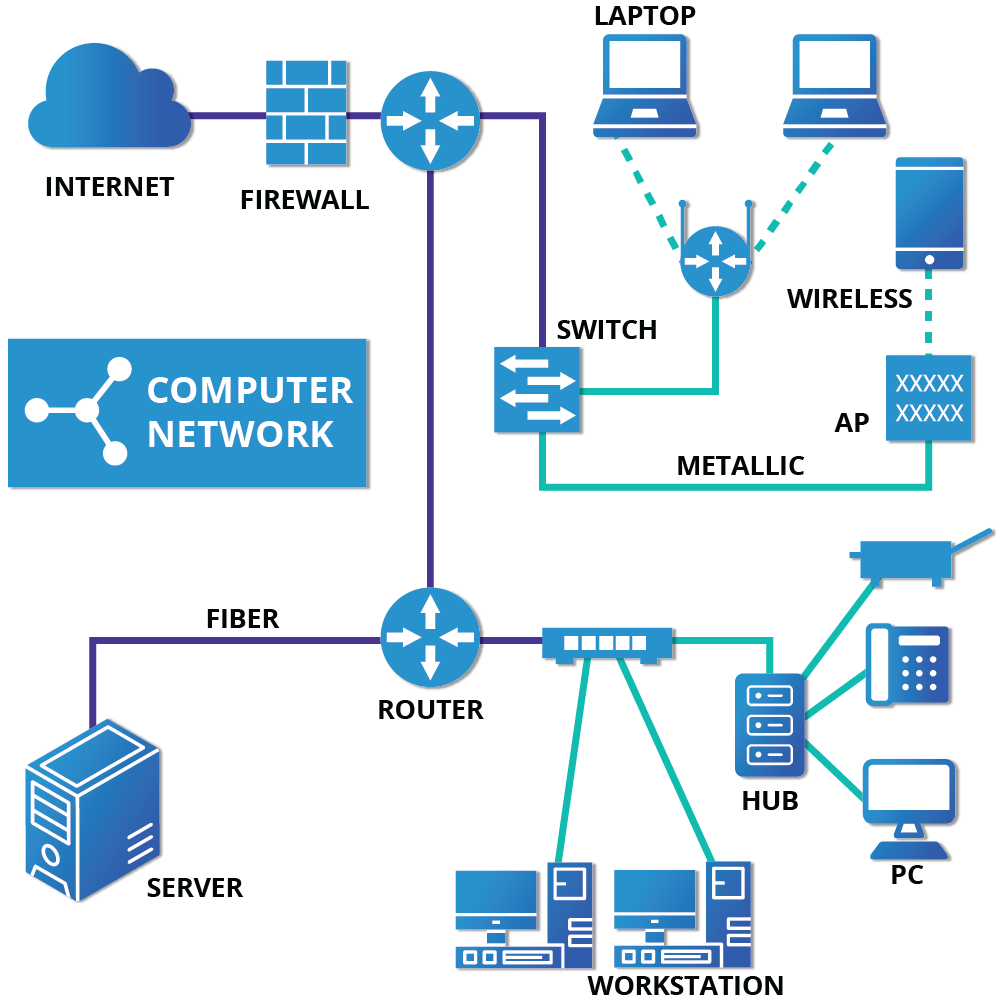 LAPTOP
INTERNET
FIREWALL
WIRELESS
SWITCH
COMPUTER
NETWORK
XXXXX
XXXXX
AP
METALLIC
FIBER
ROUTER
HUB
PC
SERVER
WORKSTATION